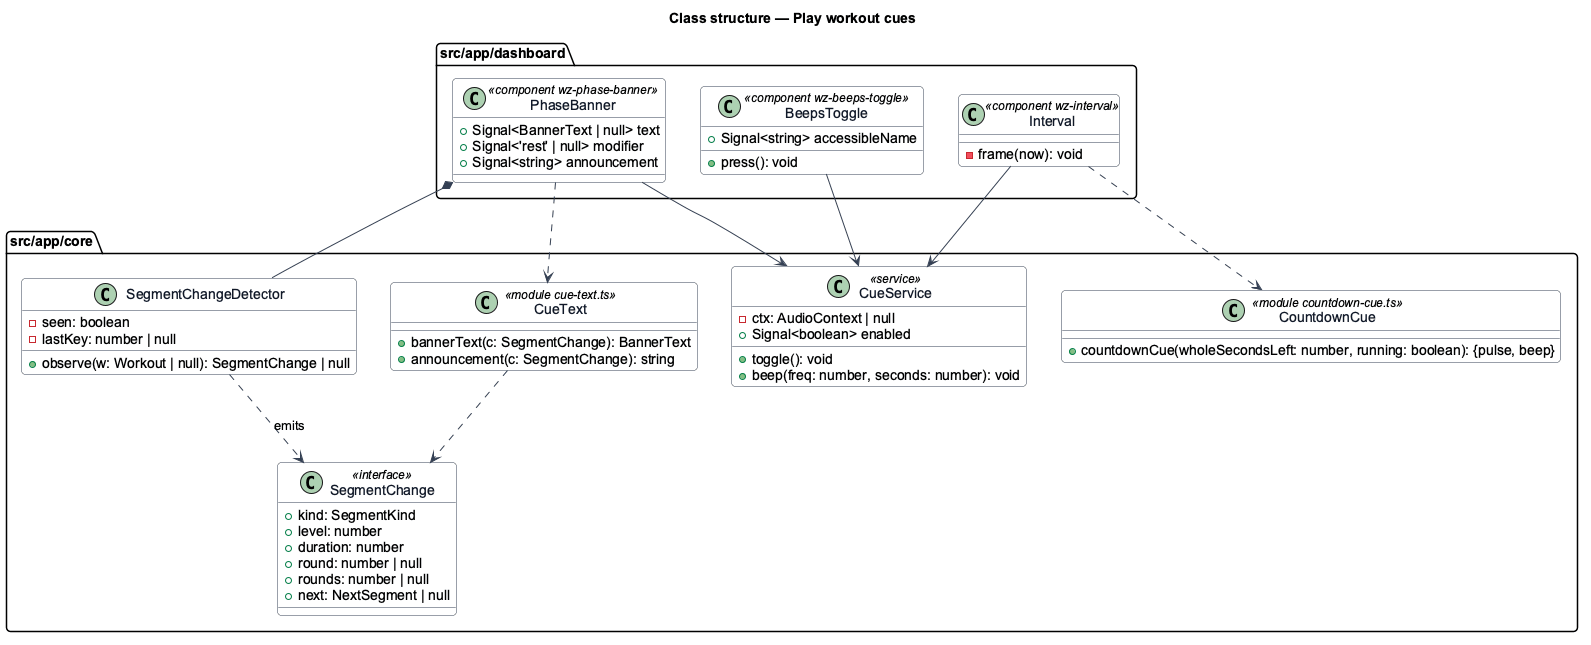 Class structure — Play workout cues
src/app/dashboard
C
«component wz-phase-banner»
PhaseBanner
Signal<BannerText | null> text
Signal<'rest' | null> modifier
Signal<string> announcement
C
«component wz-beeps-toggle»
BeepsToggle
Signal<string> accessibleName
press(): void
C
«component wz-interval»
Interval
frame(now): void
src/app/core
C
SegmentChangeDetector
seen: boolean
lastKey: number | null
observe(w: Workout | null): SegmentChange | null
C
«module cue-text.ts»
CueText
bannerText(c: SegmentChange): BannerText
announcement(c: SegmentChange): string
C
«service»
CueService
ctx: AudioContext | null
Signal<boolean> enabled
toggle(): void
beep(freq: number, seconds: number): void
C
«module countdown-cue.ts»
CountdownCue
countdownCue(wholeSecondsLeft: number, running: boolean): {pulse, beep}
emits
C
«interface»
SegmentChange
kind: SegmentKind
level: number
duration: number
round: number | null
rounds: number | null
next: NextSegment | null